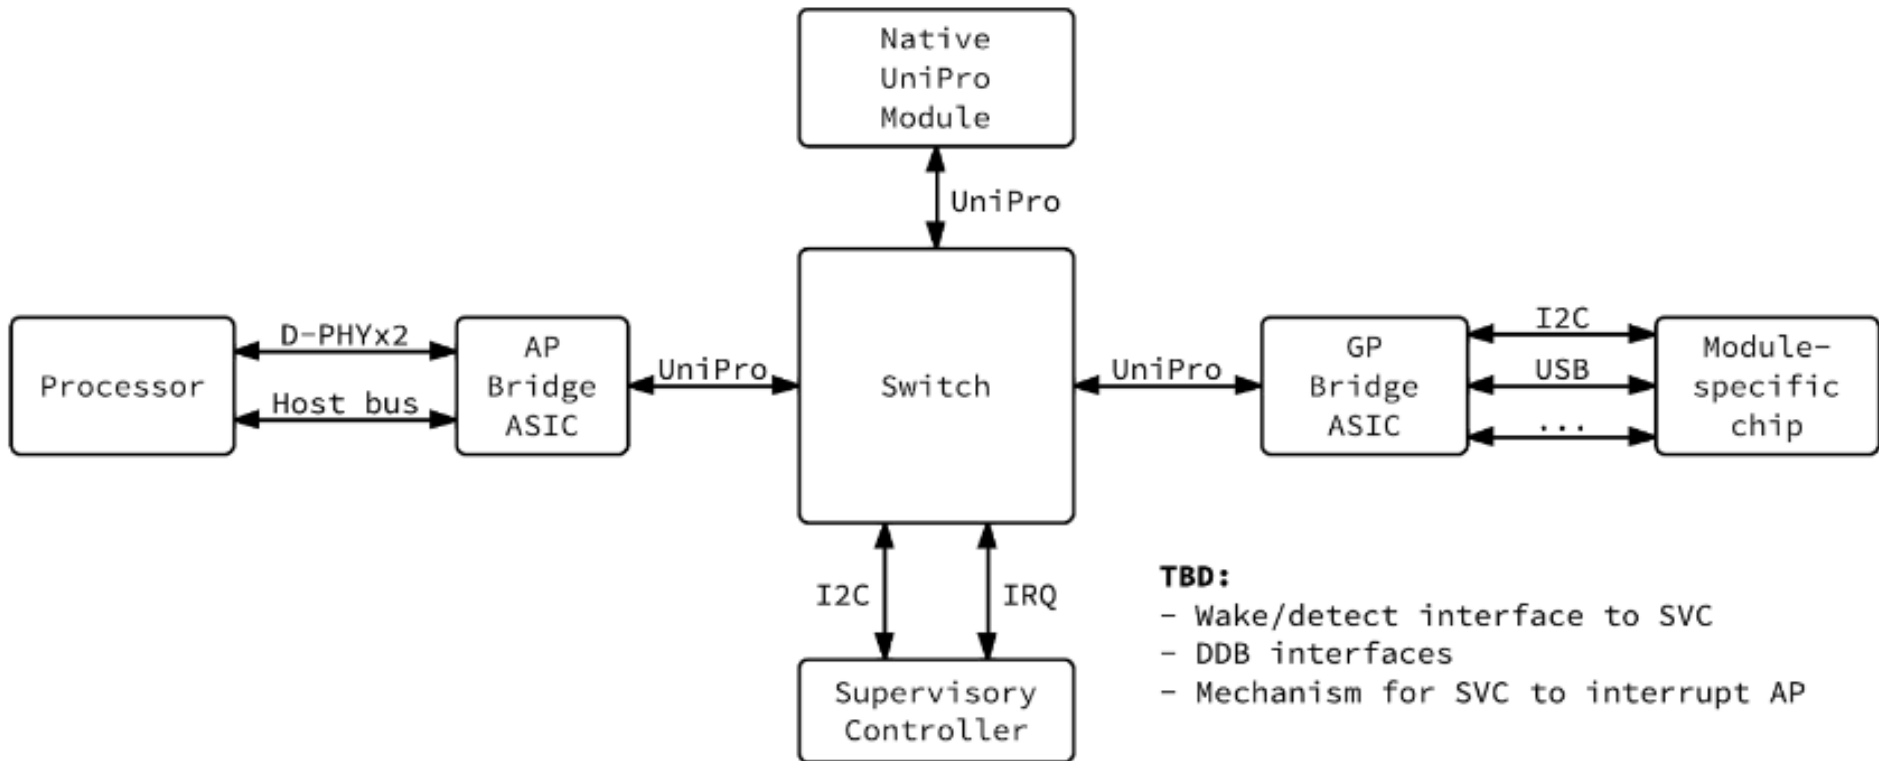 Native
UniPro
Module
UniPro
Processor
D-PHYx2
Host bus
AP
Bridge
ASIC
UniPro
Switch
UniPro
GP
Bridge
ASIC
I2C
USB
...
Module-
specific
chip
I2C
IRQ
Supervisory
Controller
TBD:
- Wake/detect interface to SVC
- DDB interfaces
- Mechanism for SVC to interrupt AP